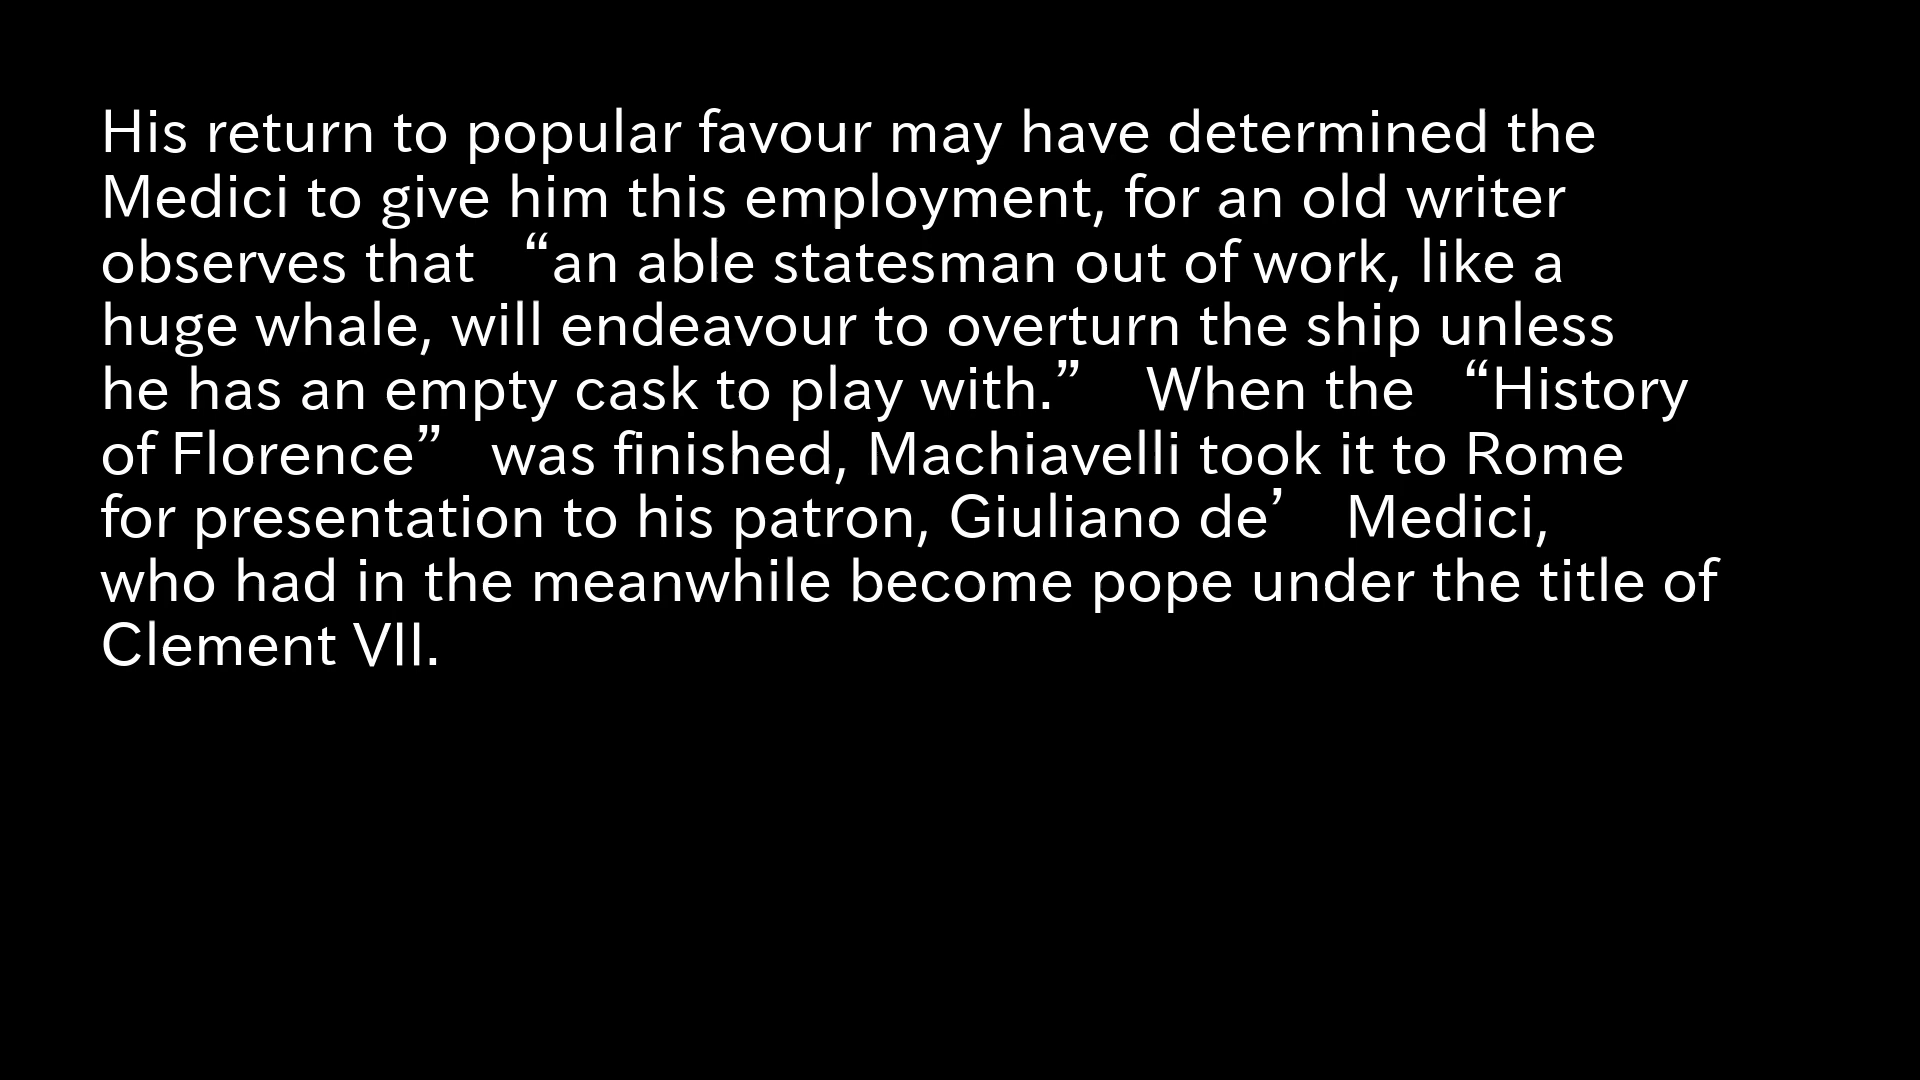 His return to popular favour may have determined the
Medici to give him this employment, for an old writer
observes that “an able statesman out of work, like a
huge whale, will endeavour to overturn the ship unless
he has an empty cask to play with.” When the “History
of Florence” was finished, Machiavelli took it to Rome
for presentation to his patron, Giuliano de’ Medici,
who had in the meanwhile become pope under the title of
Clement VII.